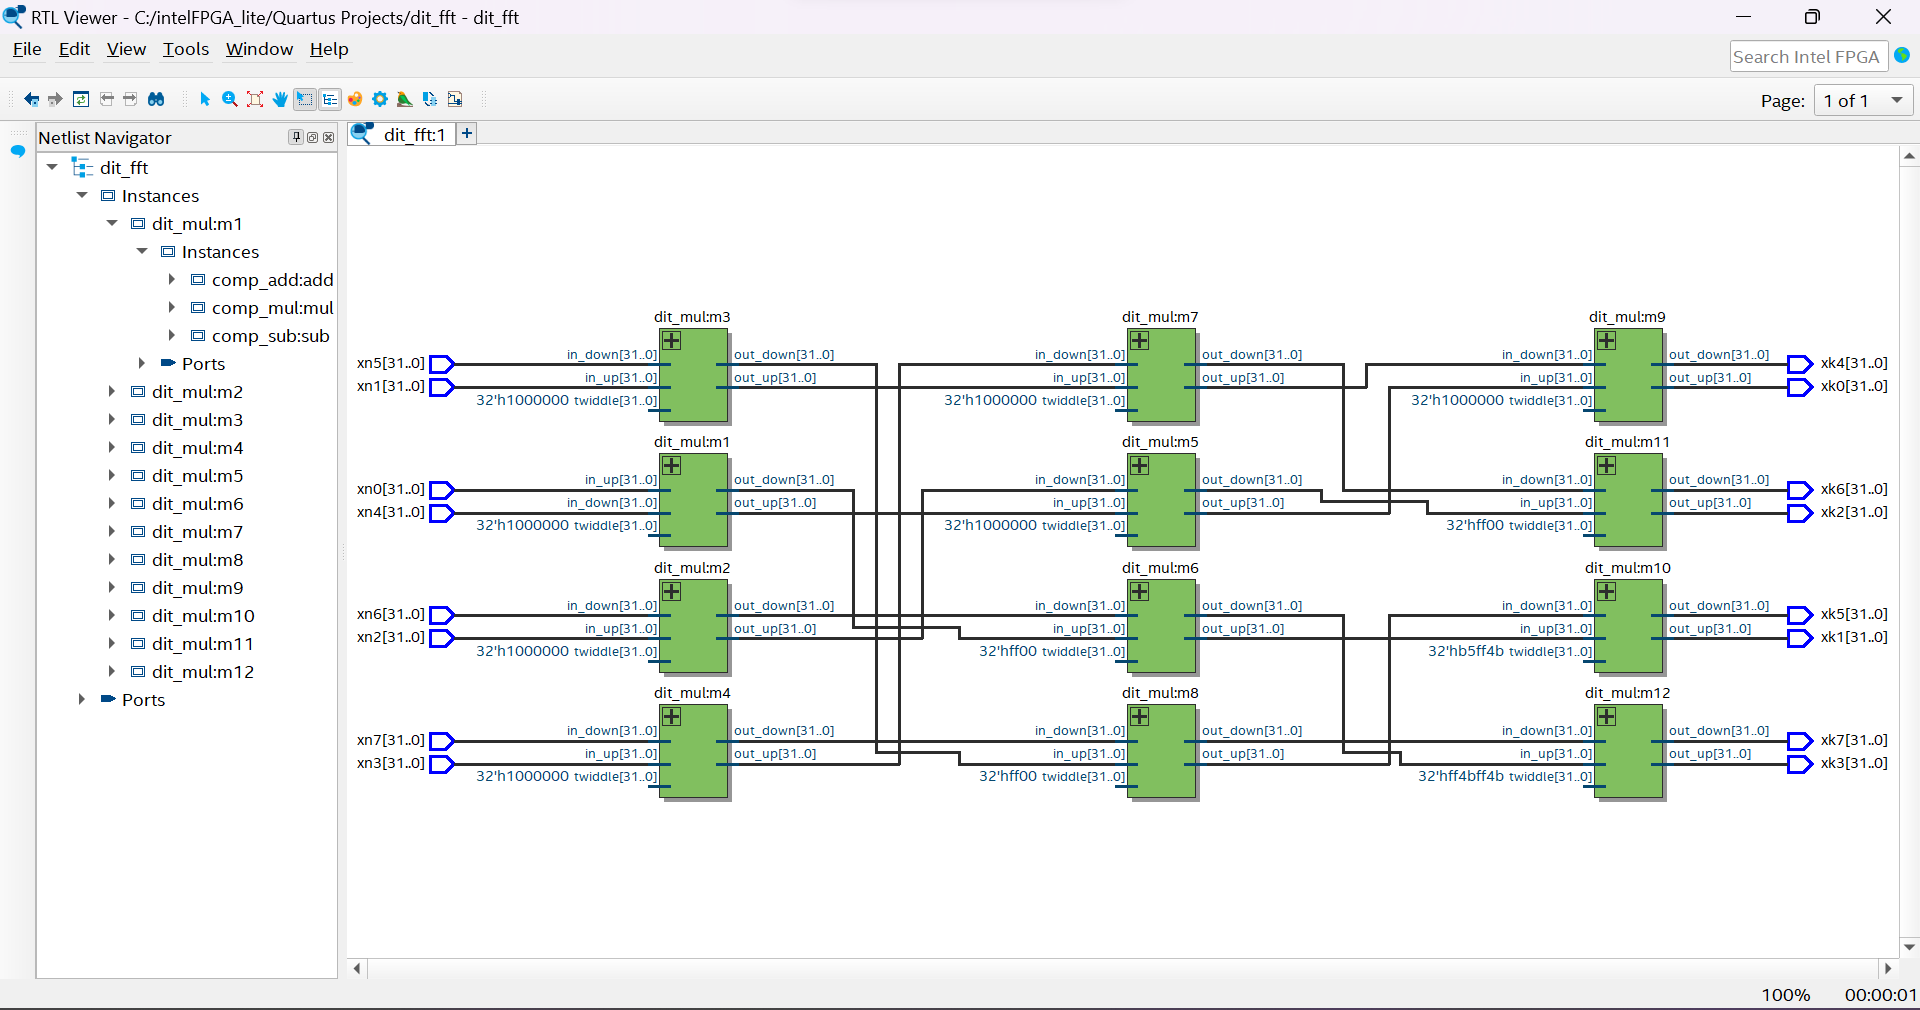 RTL Viewer - C:/intelFPGA_lite/Quartus Projects/dit_fft - dit_fft
File Edit View Tools Window Help
Search Intel FPGA
Page: 1 of 1
Netlist Navigator
dit_fft
Instances
dit_mul:m1
Instances
comp_add:add
comp_mul:mul
comp_sub:sub
Ports
dit_mul:m2
dit_mul:m3
dit_mul:m4
dit_mul:m5
dit_mul:m6
dit_mul:m7
dit_mul:m8
dit_mul:m9
dit_mul:m10
dit_mul:m11
dit_mul:m12
Ports
dit_fft:1 +
dit_mul:m3 dit_mul:m7 dit_mul:m9
in_down[31..0] out_down[31..0] in_down[31..0] out_down[31..0] in_down[31..0] out_down[31..0]
xn5[31..0] xk4[31..0]
in_up[31..0] out_up[31..0] in_up[31..0] out_up[31..0] in_up[31..0] out_up[31..0]
xn1[31..0] xk0[31..0]
32'h1000000 twiddle[31..0] 32'h1000000 twiddle[31..0] 32'h1000000 twiddle[31..0]
dit_mul:m1 dit_mul:m5 dit_mul:m11
in_up[31..0] out_down[31..0] in_down[31..0] out_down[31..0] in_down[31..0] out_down[31..0]
xn0[31..0] xk6[31..0]
in_down[31..0] out_up[31..0] in_up[31..0] out_up[31..0] in_up[31..0] out_up[31..0]
xn4[31..0] xk2[31..0]
32'h1000000 twiddle[31..0] 32'h1000000 twiddle[31..0] 32'hff00 twiddle[31..0]
dit_mul:m2 dit_mul:m6 dit_mul:m10
in_down[31..0] out_down[31..0] in_down[31..0] out_down[31..0] in_down[31..0] out_down[31..0]
xn6[31..0] xk5[31..0]
in_up[31..0] out_up[31..0] in_up[31..0] out_up[31..0] in_up[31..0] out_up[31..0]
xn2[31..0] xk1[31..0]
32'h1000000 twiddle[31..0] 32'hff00 twiddle[31..0] 32'hb5ff4b twiddle[31..0]
dit_mul:m4 dit_mul:m8 dit_mul:m12
in_down[31..0] out_down[31..0] in_down[31..0] out_down[31..0] in_down[31..0] out_down[31..0]
xn7[31..0] xk7[31..0]
in_up[31..0] out_up[31..0] in_up[31..0] out_up[31..0] in_up[31..0] out_up[31..0]
xn3[31..0] xk3[31..0]
32'h1000000 twiddle[31..0] 32'hff00 twiddle[31..0] 32'hff4bff4b twiddle[31..0]
100% 00:00:01